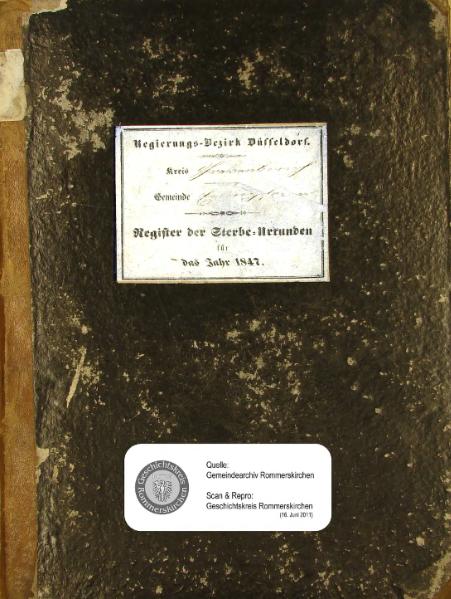 Regierungs-Bezirk Düsseldorf.
Kreis Grevenbroich
Gemeinde
Register der Sterbe-Urkunden
für
das Jahr 1847.
Geschichtskreis
Rommerskirchen
Quelle:
Gemeindearchiv Rommerskirchen
Scan & Repro:
Geschichtskreis Rommerskirchen
(16. Juni 2011)